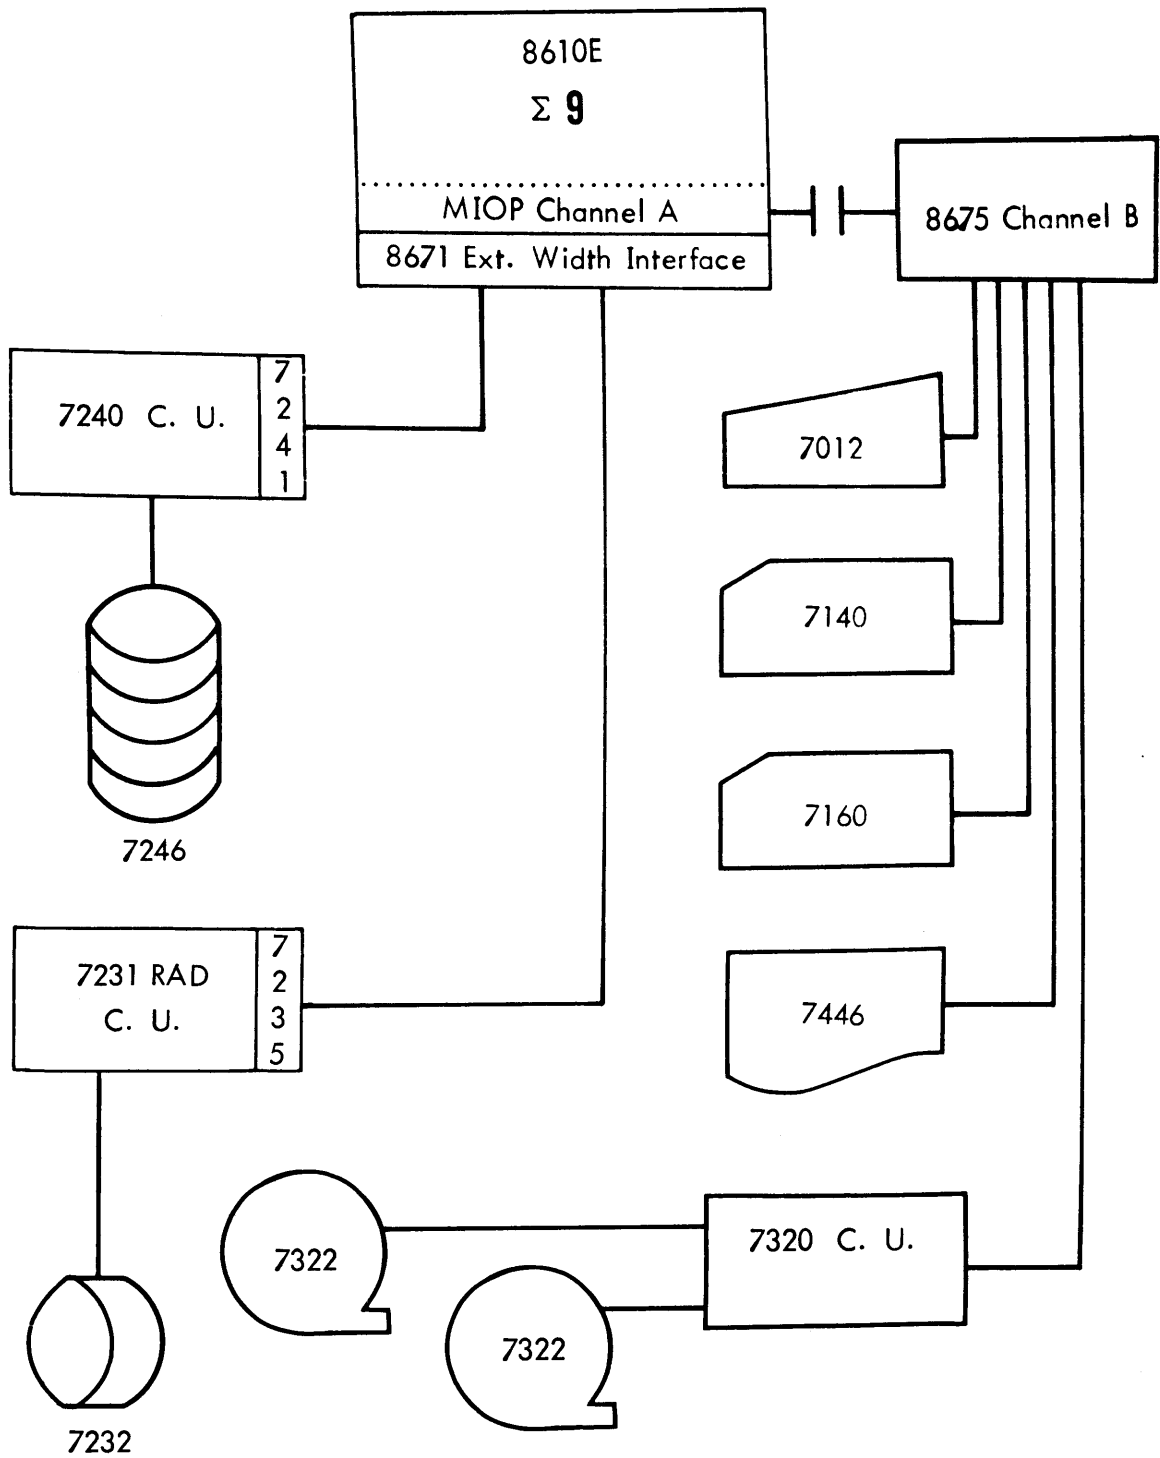 8610E
Σ 9
MIOP Channel A
8671 Ext. Width Interface
8675 Channel B
7240 C. U.
7
2
4
1
7012
7140
7246
7160
7231 RAD
C. U.
7
2
3
5
7446
7320 C. U.
7322
7322
7232